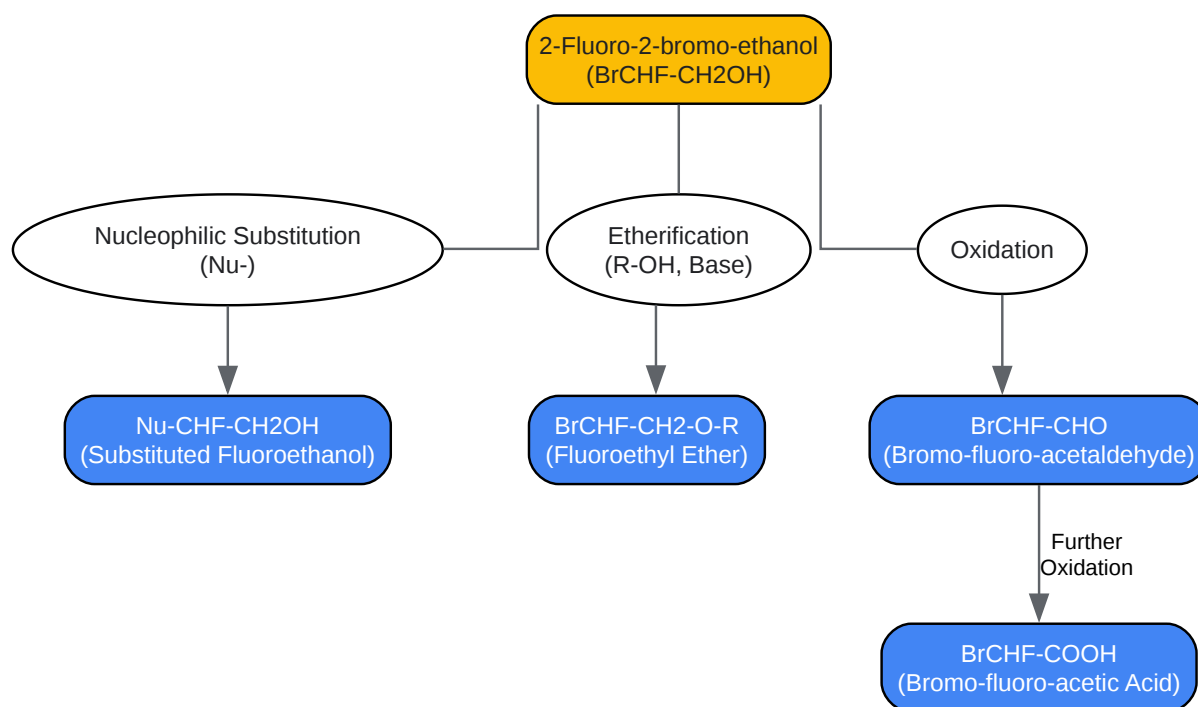 2-Fluoro-2-bromo-ethanol
(BrCHF-CH2OH)
Nucleophilic Substitution
(Nu-)
Etherification
(R-OH, Base)
Oxidation
Nu-CHF-CH2OH
(Substituted Fluoroethanol)
BrCHF-CH2-O-R
(Fluoroethyl Ether)
BrCHF-CHO
(Bromo-fluoro-acetaldehyde)
Further
Oxidation
BrCHF-COOH
(Bromo-fluoro-acetic Acid)